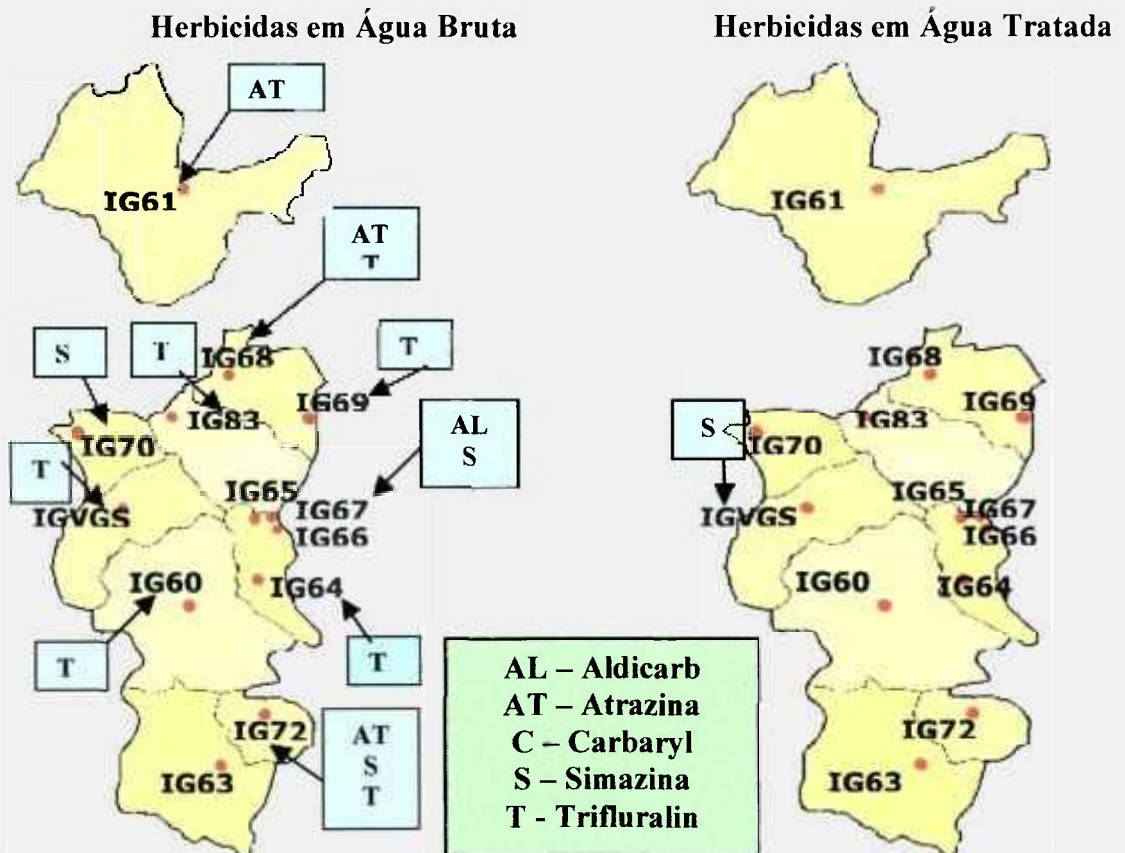 Herbicidas em Água Bruta
AT
IG61
AT
T
S
T
IG68
T
IG83
IG69
IG70
AL
S
T
IG65
IG67
IGVGS
IG66
IG60
IG64
T
T
IG72
AT
S
T
IG63
AL – Aldicarb
AT – Atrazina
C – Carbaryl
S – Simazina
T - Trifluralin
Herbicidas em Água Tratada
IG61
IG68
IG69
IG83
S
IG70
IG65
IG67
IGVGS
IG66
IG60
IG64
IG72
IG63